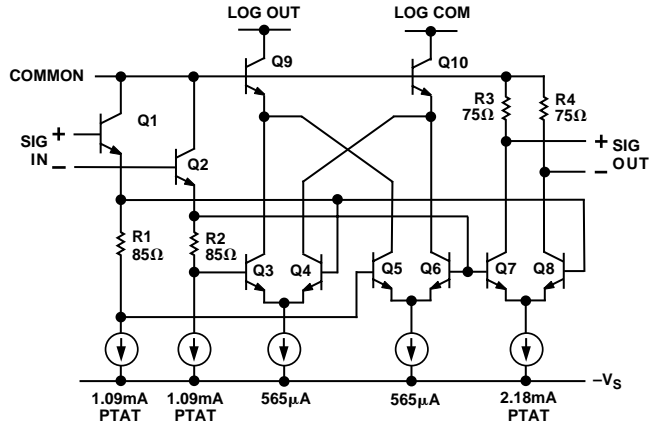 LOG OUT
LOG COM
Q9
Q10
COMMON
R3
75Ω
R4
75Ω
Q1
SIG +
IN –
Q2
+ SIG
– OUT
R1
85Ω
R2
85Ω
Q3
Q4
Q5
Q6
Q7
Q8
–VS
1.09mA
PTAT
1.09mA
PTAT
565µA
565µA
2.18mA
PTAT